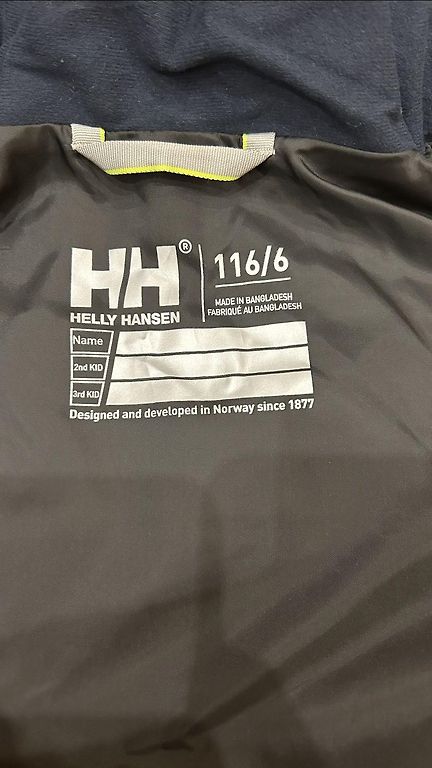 HH®
HELLY HANSEN
116/6
MADE IN BANGLADESH
FABRIQUÉ AU BANGLADESH
Name
2nd KID
3rd KID
Designed and developed in Norway since 1877